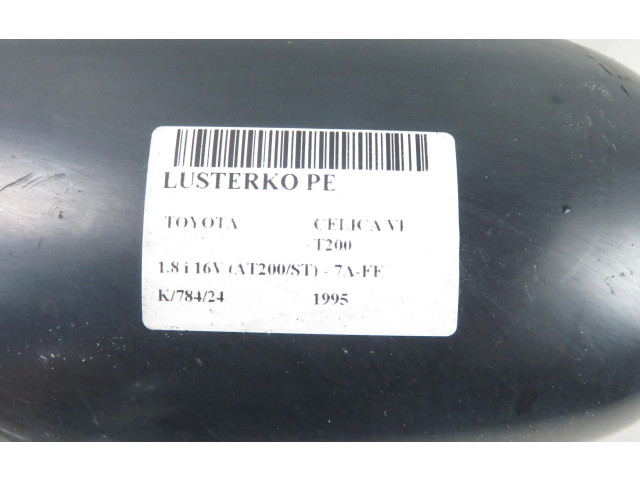 LUSTERKO PE
TOYOTA CELICA VI
T200
1.8 i 16V (AT200/ST) - 7A-FE
K/784/24 1995